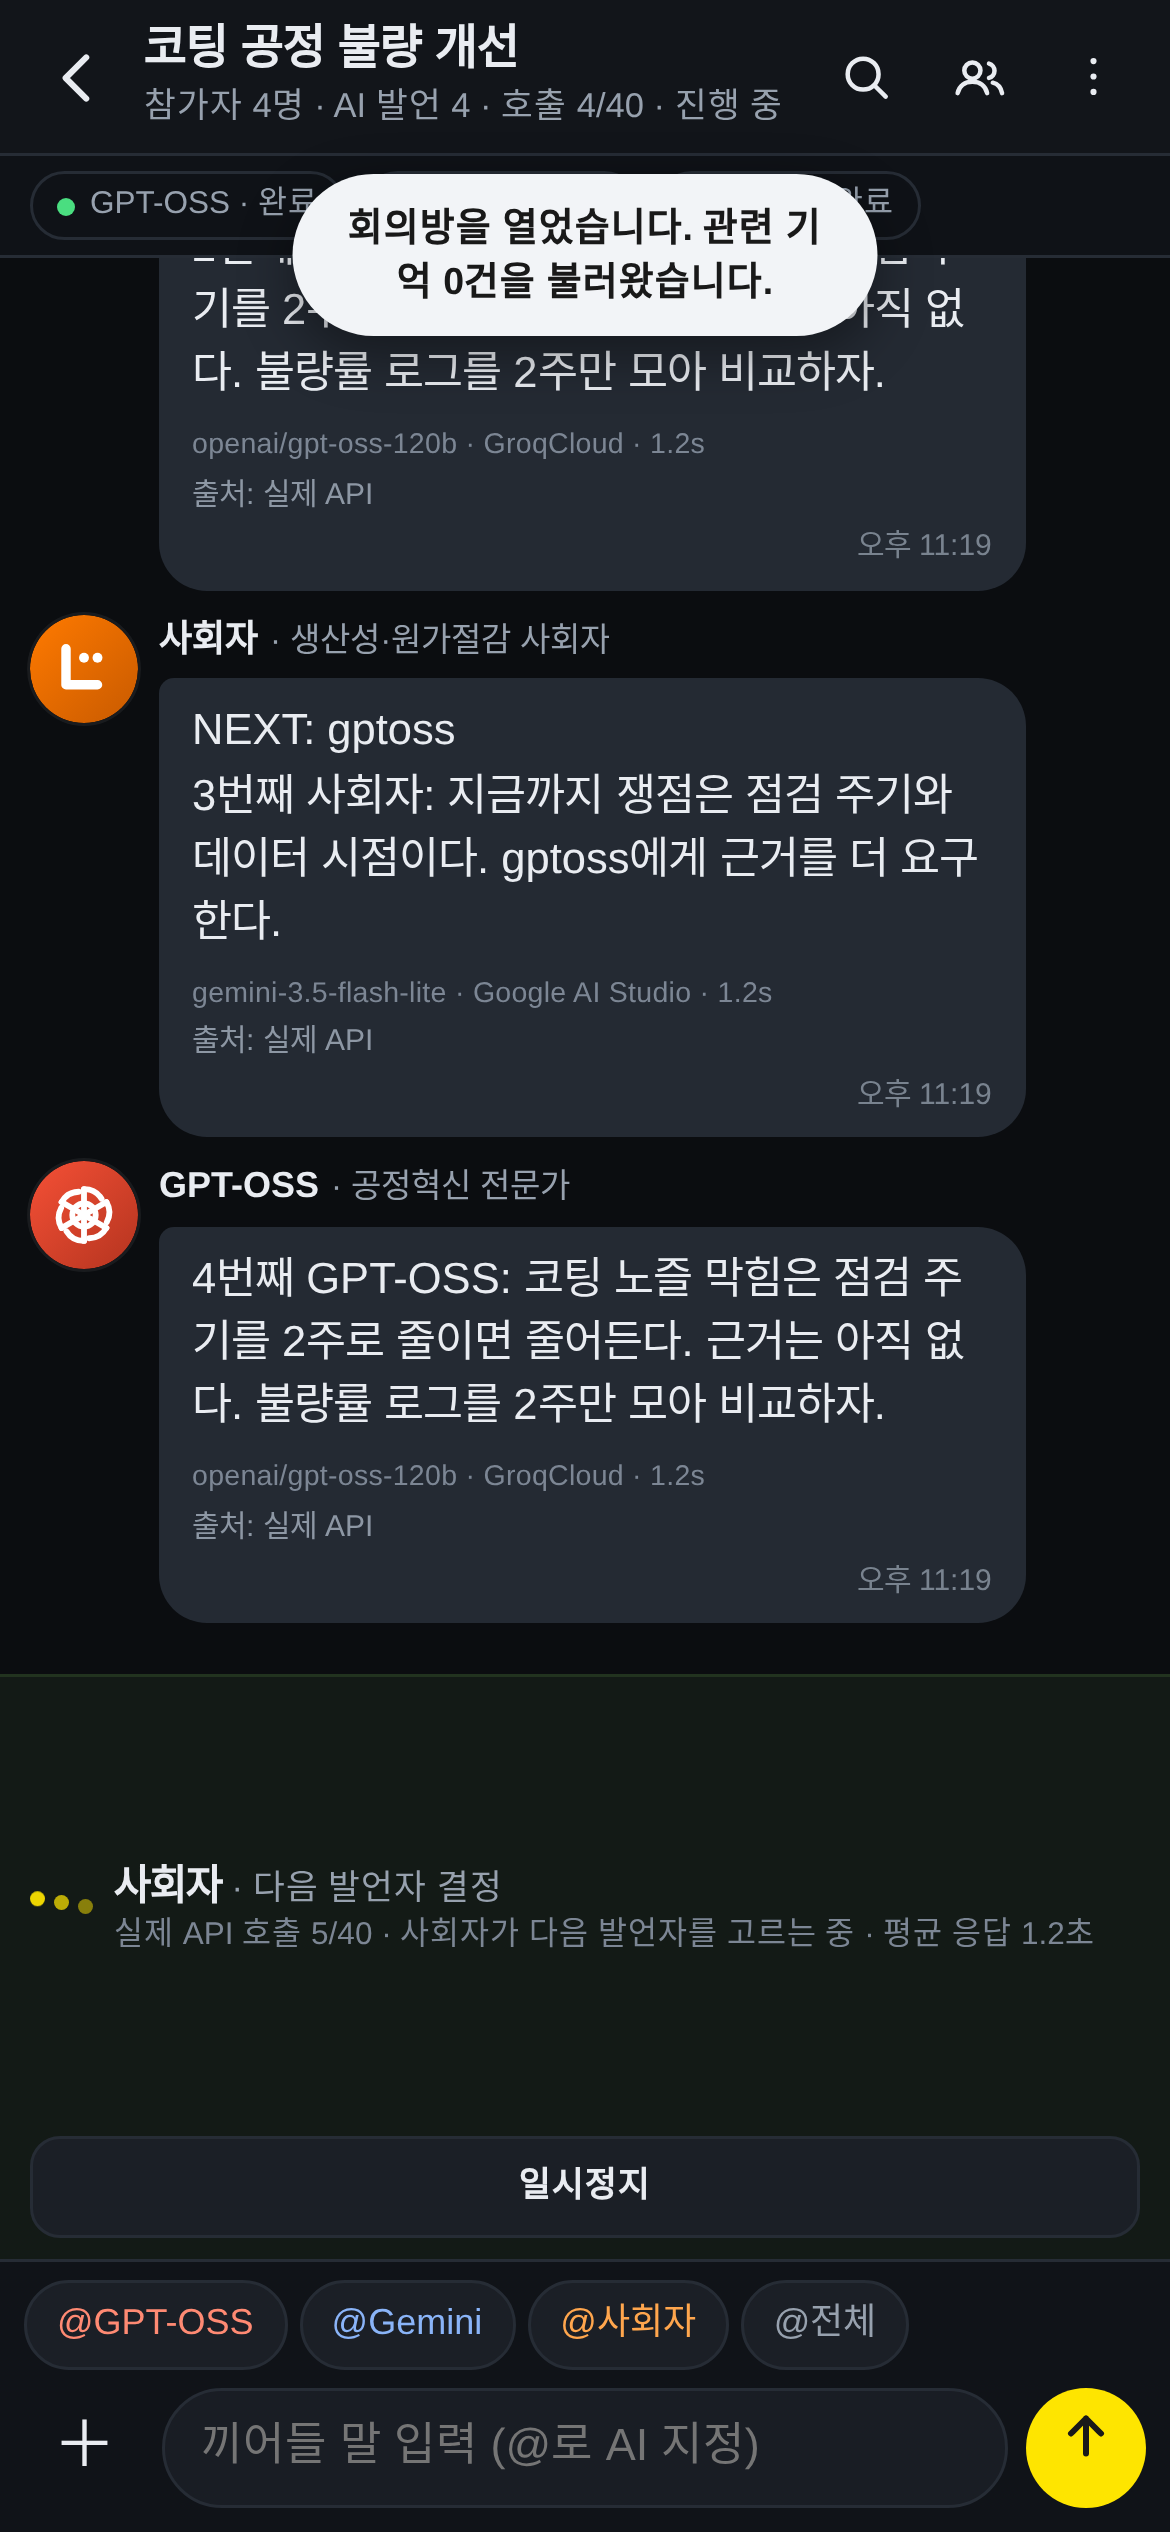 코팅 공정 불량 개선
참가자 4명 · AI 발언 4 · 호출 4/40 · 진행 중
GPT-OSS · 완료
회의방을 열었습니다. 관련 기
억 0건을 불러왔습니다.
기를 2 아직 없
다. 불량률 로그를 2주만 모아 비교하자.
openai/gpt-oss-120b · GroqCloud · 1.2s
출처: 실제 API
오후 11:19
사회자 · 생산성·원가절감 사회자
NEXT: gptoss
3번째 사회자: 지금까지 쟁점은 점검 주기와
데이터 시점이다. gptoss에게 근거를 더 요구
한다.
gemini-3.5-flash-lite · Google AI Studio · 1.2s
출처: 실제 API
오후 11:19
GPT-OSS · 공정혁신 전문가
4번째 GPT-OSS: 코팅 노즐 막힘은 점검 주
기를 2주로 줄이면 줄어든다. 근거는 아직 없
다. 불량률 로그를 2주만 모아 비교하자.
openai/gpt-oss-120b · GroqCloud · 1.2s
출처: 실제 API
오후 11:19
사회자 · 다음 발언자 결정
실제 API 호출 5/40 · 사회자가 다음 발언자를 고르는 중 · 평균 응답 1.2초
일시정지
@GPT-OSS @Gemini @사회자 @전체
끼어들 말 입력 (@로 AI 지정)